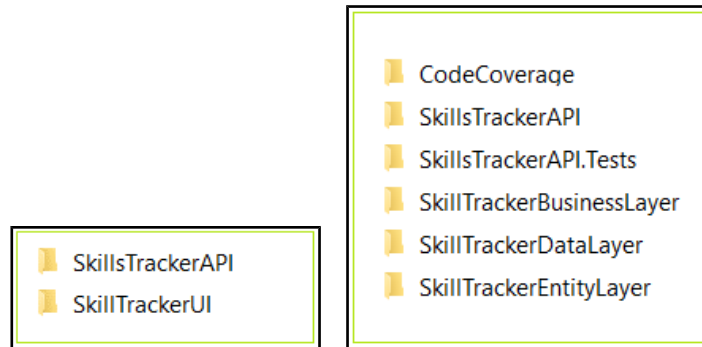 SkillsTrackerAPI
SkillTrackerUI
CodeCoverage
SkillsTrackerAPI
SkillsTrackerAPI.Tests
SkillTrackerBusinessLayer
SkillTrackerDataLayer
SkillTrackerEntityLayer